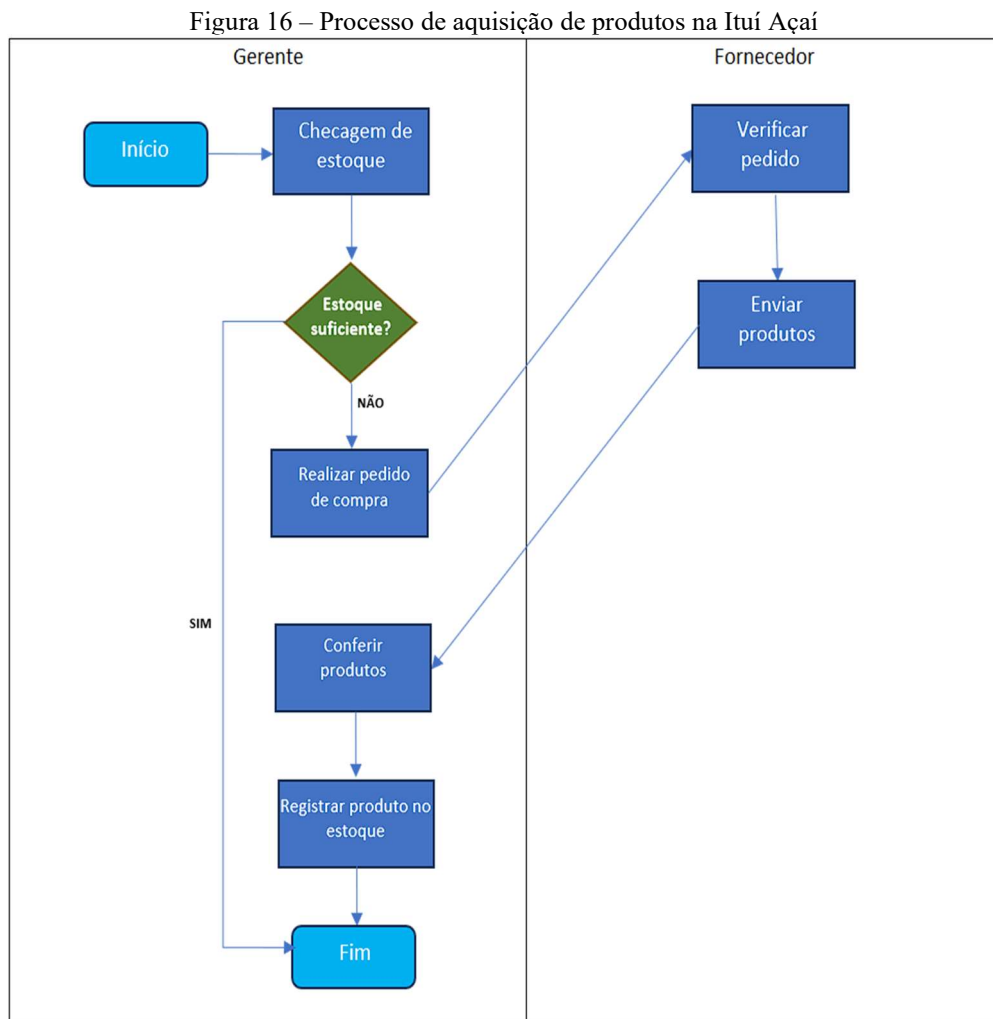 Figura 16 – Processo de aquisição de produtos na Ituí Açaí
Gerente
Fornecedor
Início
Checagem de
estoque
Verificar
pedido
Estoque
suficiente?
Enviar
produtos
NÃO
Realizar pedido
de compra
SIM
Conferir
produtos
Registrar produto no
estoque
Fim